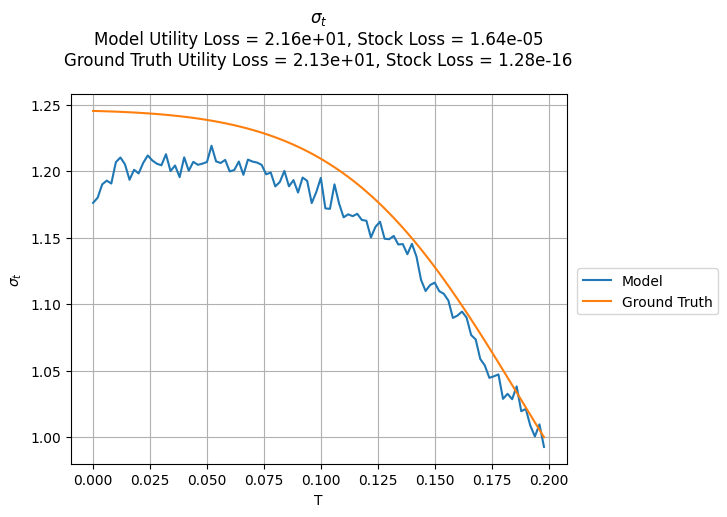 σt
Model Utility Loss = 2.16e+01, Stock Loss = 1.64e-05
Ground Truth Utility Loss = 2.13e+01, Stock Loss = 1.28e-16
1.25
1.20
1.15
1.10
1.05
1.00
σt
0.000 0.025 0.050 0.075 0.100 0.125 0.150 0.175 0.200
T
Model
Ground Truth